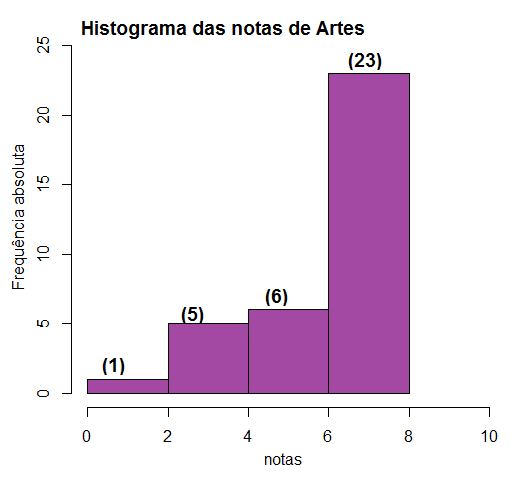 Histograma das notas de Artes
25
(23)
20
Frequência absoluta
15
10
(6)
(5)
5
(1)
0
0 2 4 6 8 10
notas